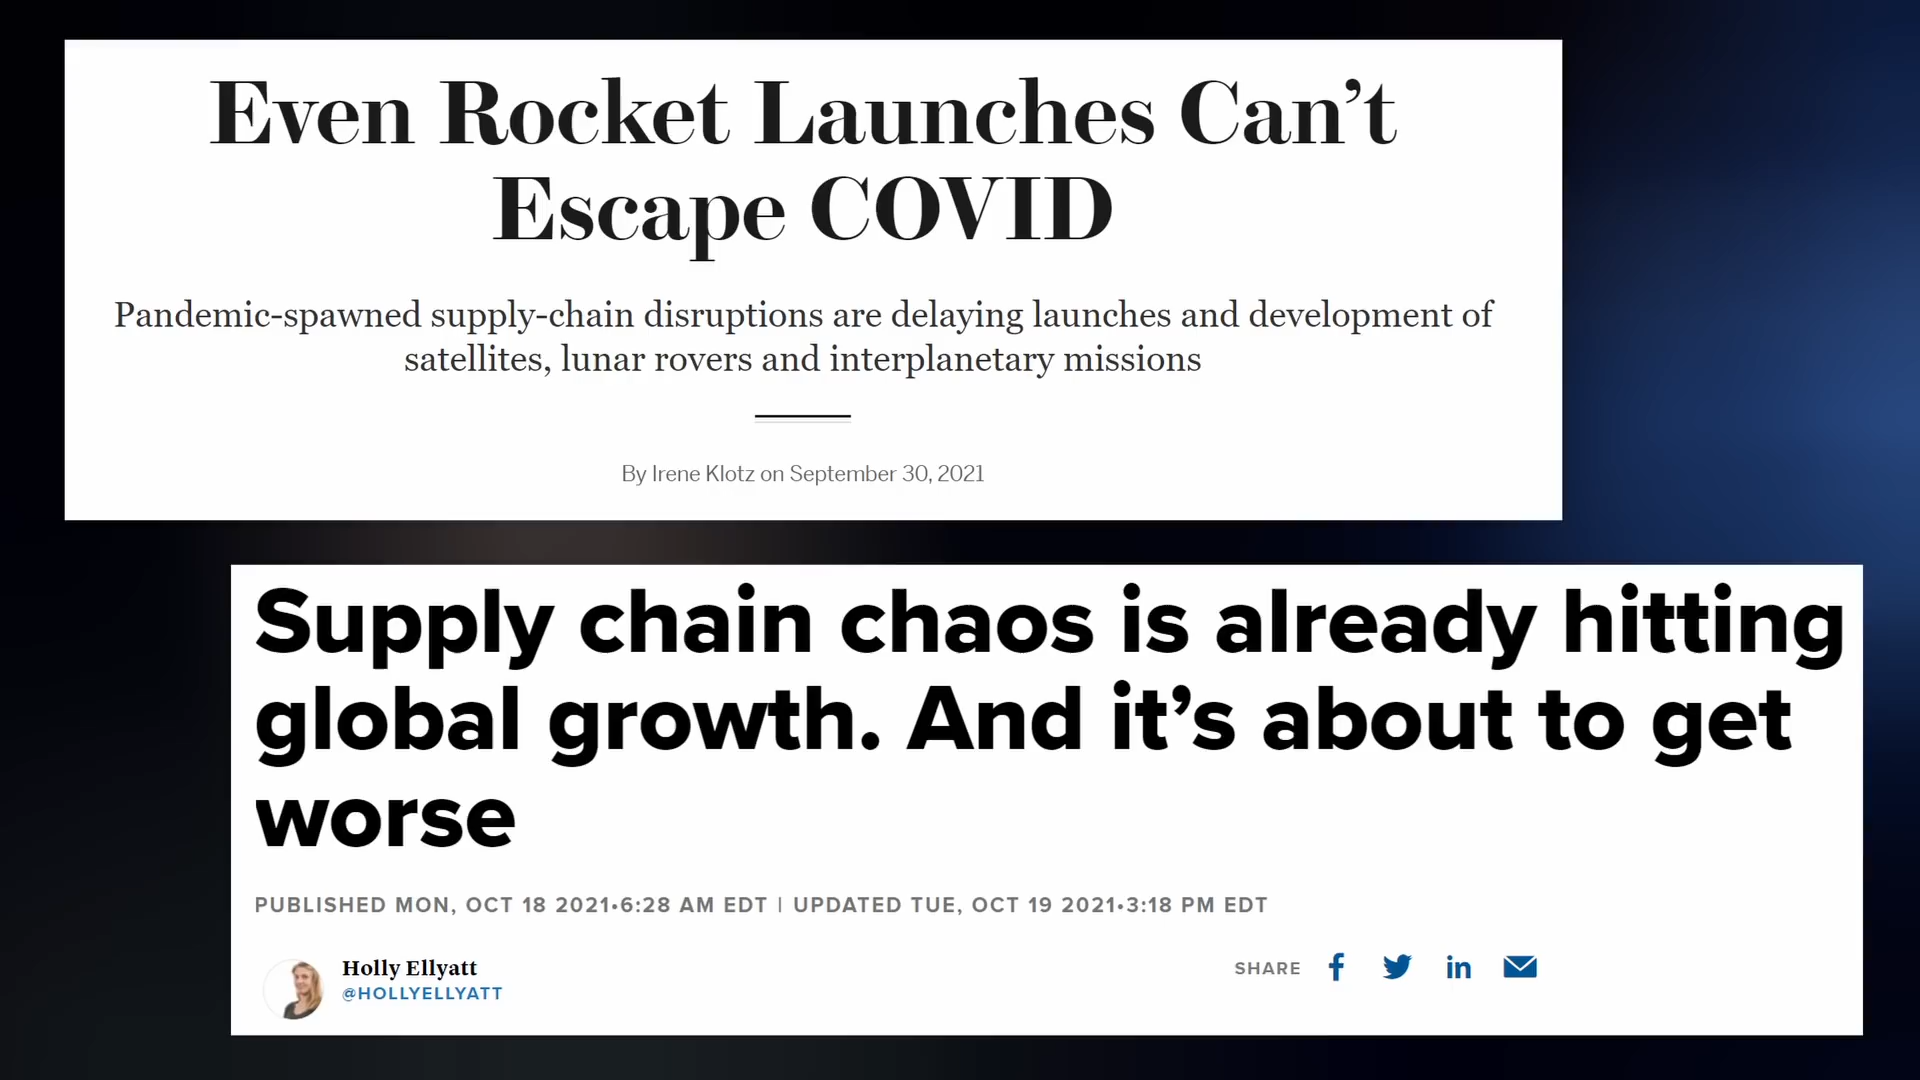 Even Rocket Launches Can’t
Escape COVID
Pandemic-spawned supply-chain disruptions are delaying launches and development of
satellites, lunar rovers and interplanetary missions
By Irene Klotz on September 30, 2021
Supply chain chaos is already hitting
global growth. And it’s about to get
worse
PUBLISHED MON, OCT 18 2021•6:28 AM EDT | UPDATED TUE, OCT 19 2021•3:18 PM EDT
Holly Ellyatt
@HOLLYELLYATT
SHARE